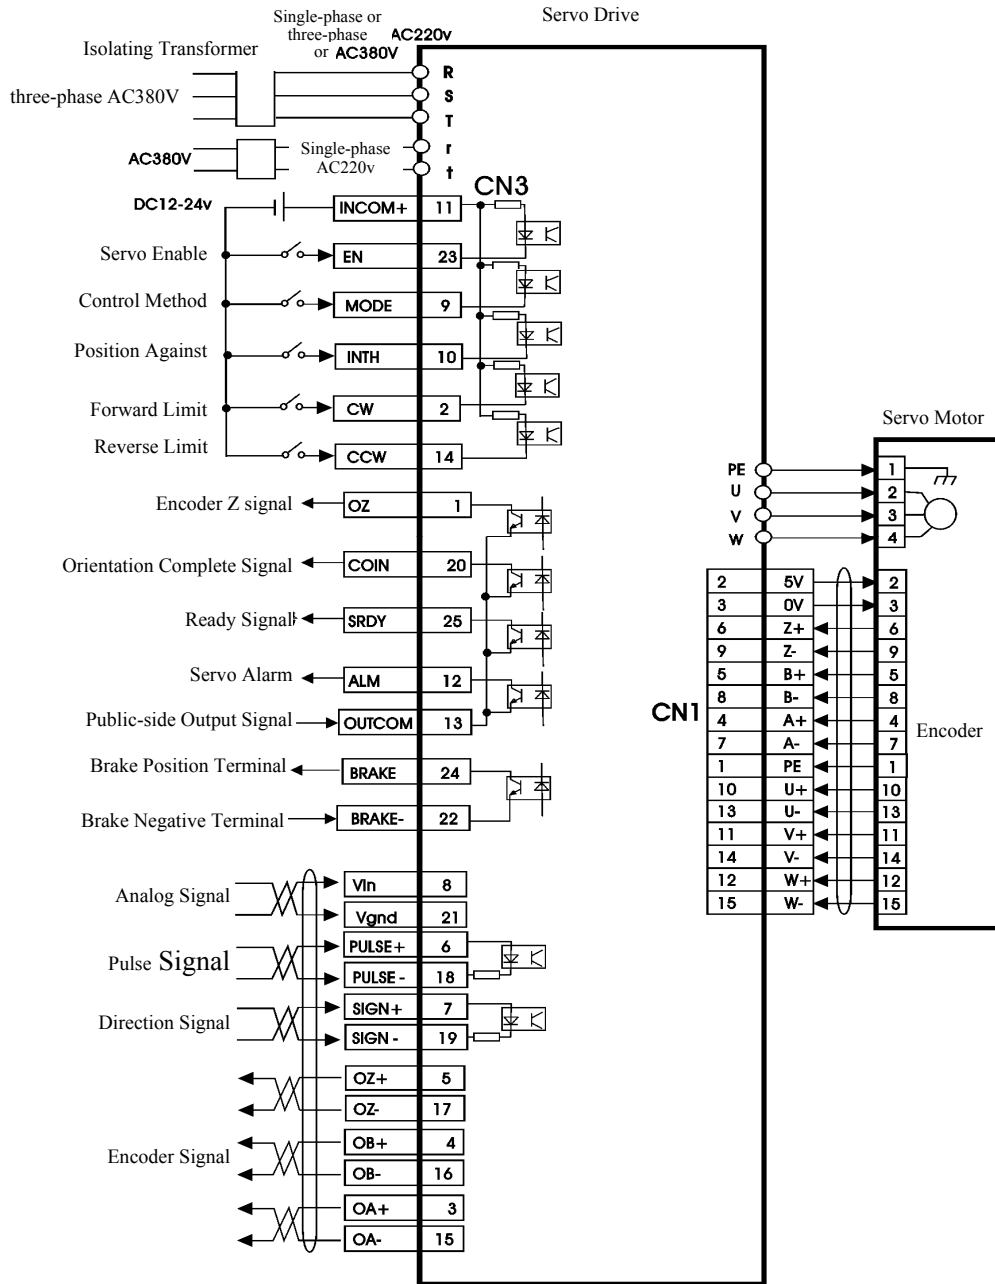 Servo Drive
Single-phase or
three-phase AC220v
or AC380V
Isolating Transformer
three-phase AC380V
R
S
T
AC380V
Single-phase
AC220v
r
t
CN3
DC12-24v
INCOM+ 11
Servo Enable EN 23
Control Method MODE 9
Position Against INTH 10
Forward Limit CW 2
Reverse Limit CCW 14
Encoder Z signal OZ 1
Orientation Complete Signal COIN 20
Ready Signal SRDY 25
Servo Alarm ALM 12
Public-side Output Signal OUTCOM 13
Brake Position Terminal BRAKE 24
Brake Negative Terminal BRAKE- 22
Analog Signal
Vin 8
Vgnd 21
Pulse Signal
PULSE+ 6
PULSE- 18
Direction Signal
SIGN+ 7
SIGN- 19
OZ+ 5
OZ- 17
Encoder Signal
OB+ 4
OB- 16
OA+ 3
OA- 15
Servo Motor
PE 1
U 2
V 3
W 4
CN1
2 5V 2
3 0V 3
6 Z+ 6
9 Z- 9
5 B+ 5
8 B- 8
4 A+ 4
7 A- 7
1 PE 1
10 U+ 10
13 U- 13
11 V+ 11
14 V- 14
12 W+ 12
15 W- 15
Encoder